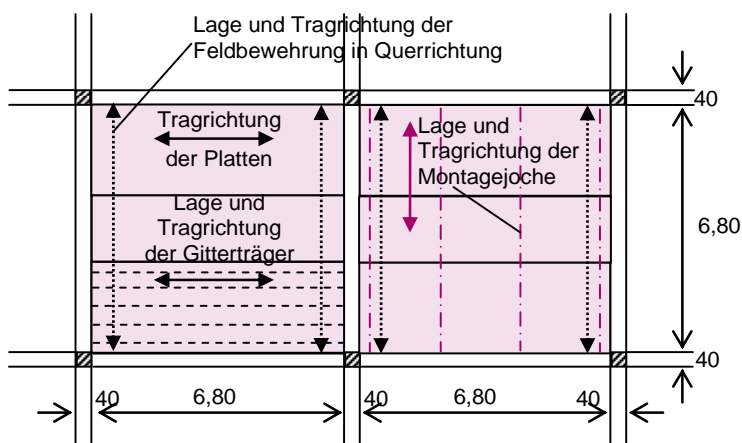 Lage und Tragrichtung der
Feldbewehrung in Querrichtung
40
Tragrichtung
der Platten
Lage und
Tragrichtung der
Montagejoche
Lage und
Tragrichtung
der Gitterträger
6,80
40
40
6,80
40
6,80
40